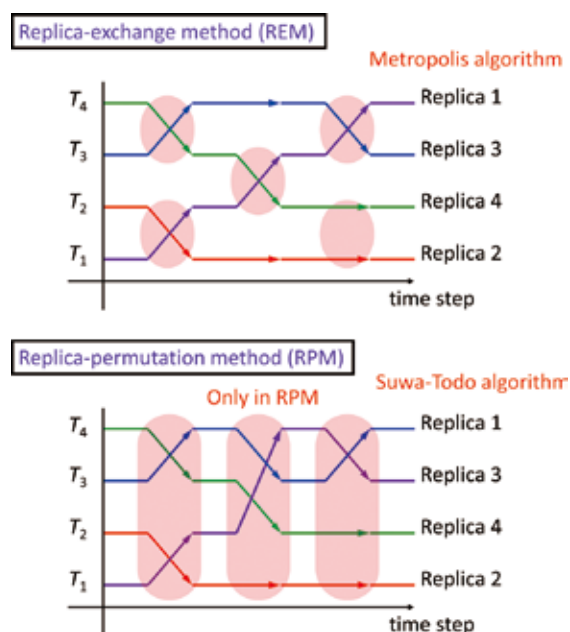 Replica-exchange method (REM)
Metropolis algorithm
T4
Replica 1
T3
Replica 3
T2
Replica 4
T1
Replica 2
time step
Replica-permutation method (RPM)
Suwa-Todo algorithm
Only in RPM
T4
Replica 1
T3
Replica 3
T2
Replica 4
T1
Replica 2
time step